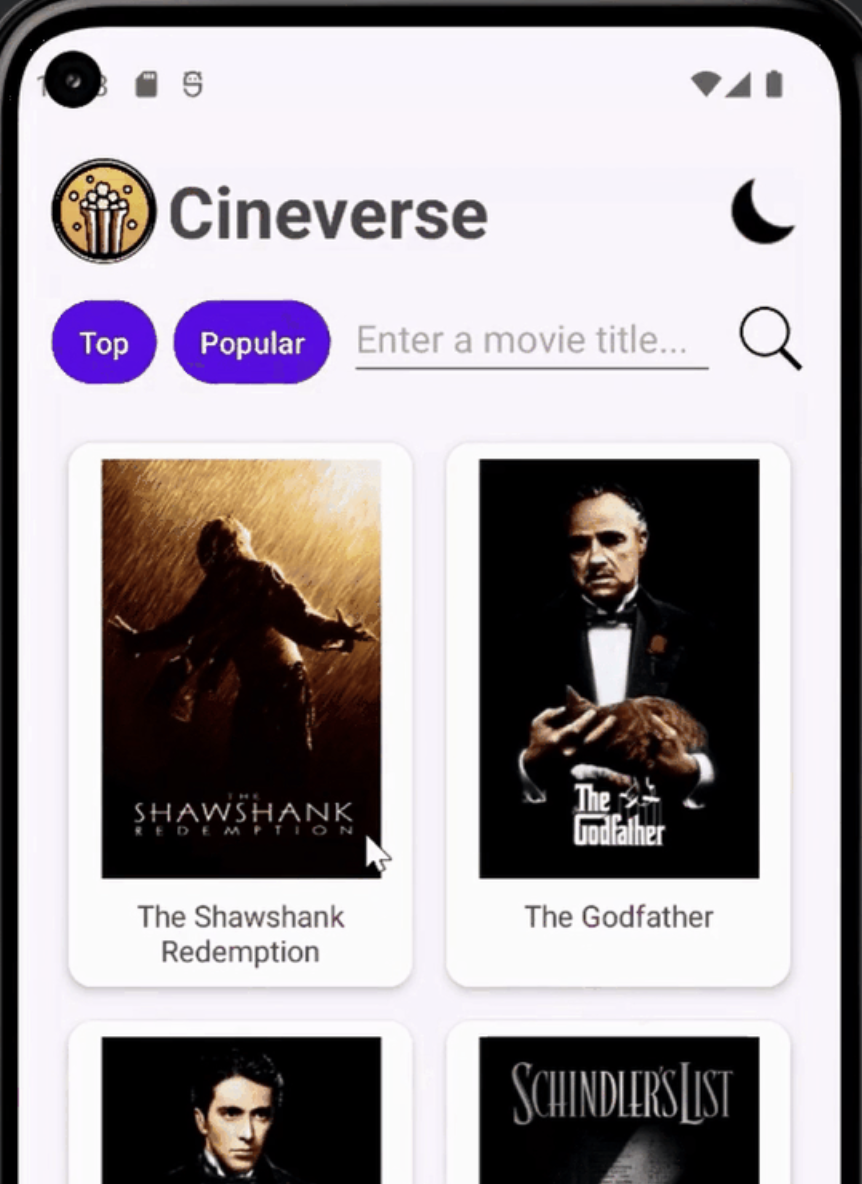 Cineverse
Top
Popular
Enter a movie title...
THE
SHAWSHANK
REDEMPTION
The
Godfather
The Shawshank
Redemption
The Godfather
SCHINDLER'S LIST